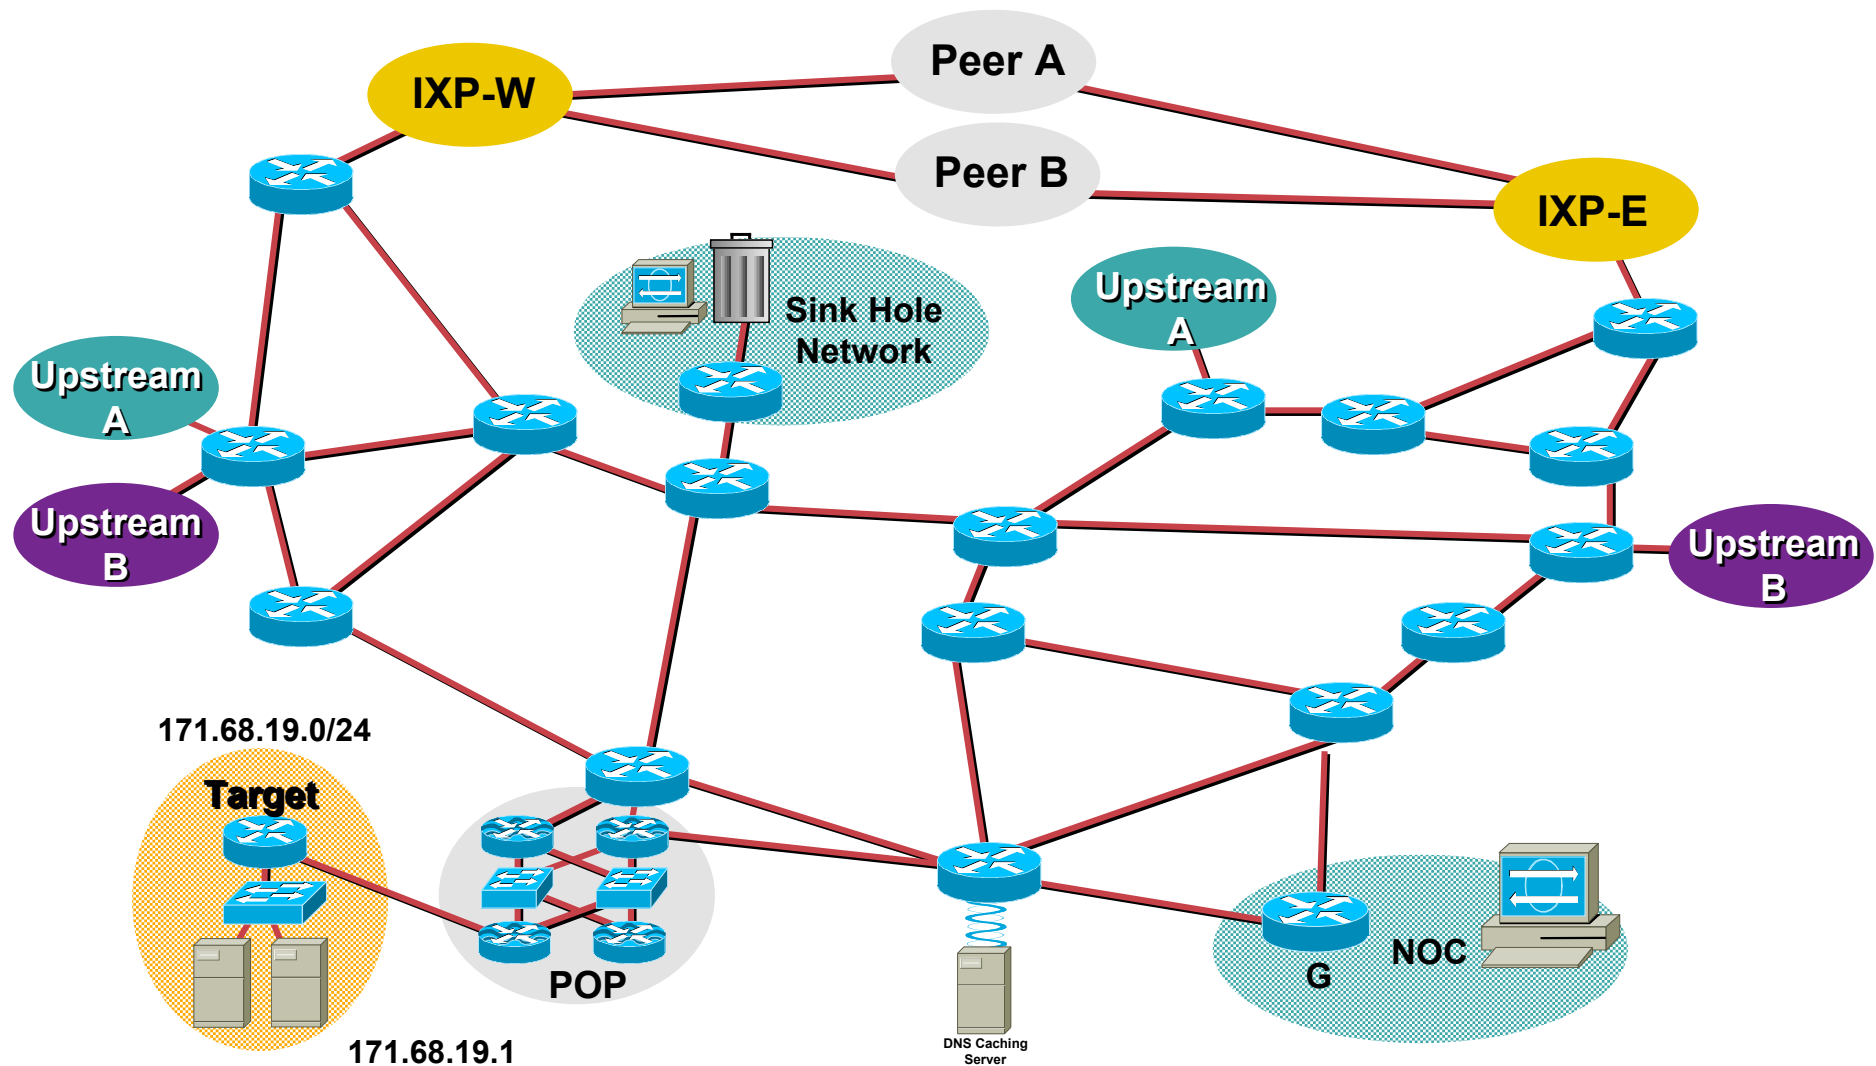 Peer A
IXP-W
Peer B
IXP-E
Upstream
A
Sink Hole
Network
Upstream
A
Upstream
B
Upstream
B
171.68.19.0/24
Target
POP
NOC
G
171.68.19.1
DNS Caching
Server